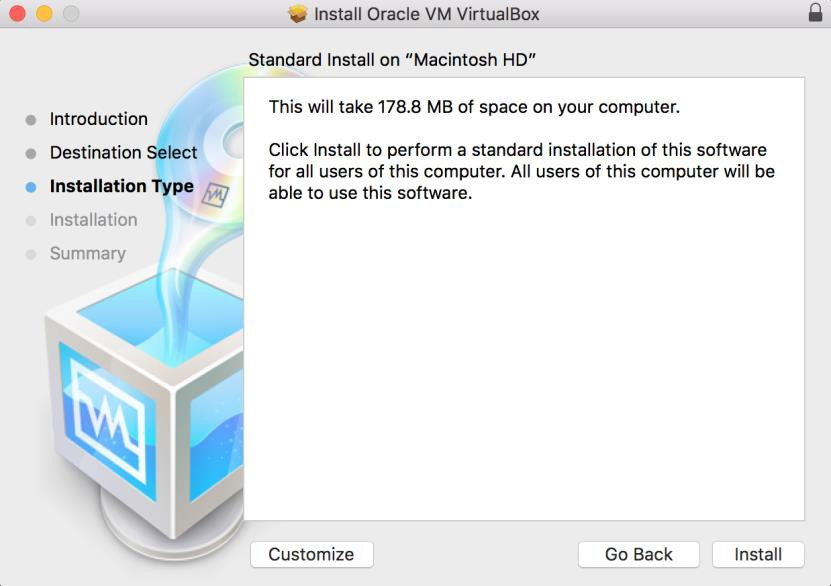 Install Oracle VM VirtualBox
Standard Install on “Macintosh HD”
Introduction
Destination Select
Installation Type
Installation
Summary
This will take 178.8 MB of space on your computer.
Click Install to perform a standard installation of this software
for all users of this computer. All users of this computer will be
able to use this software.
Customize
Go Back
Install